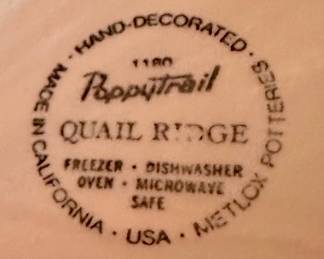 · MADE IN CALIFORNIA · USA · METLOX POTTERIES · HAND-DECORATED
1180
Poppytrail
QUAIL RIDGE
FREEZER · DISHWASHER
OVEN · MICROWAVE
SAFE